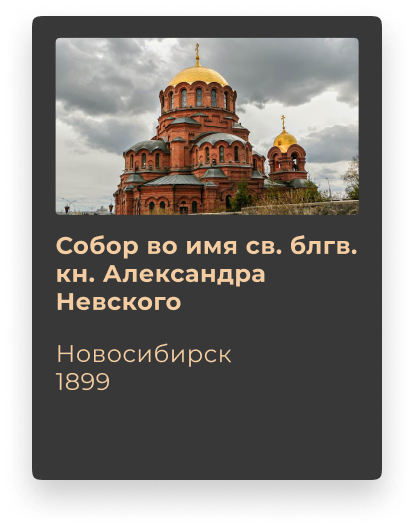 Собор во имя св. блгв.
кн. Александра
Невского
Новосибирск
1899